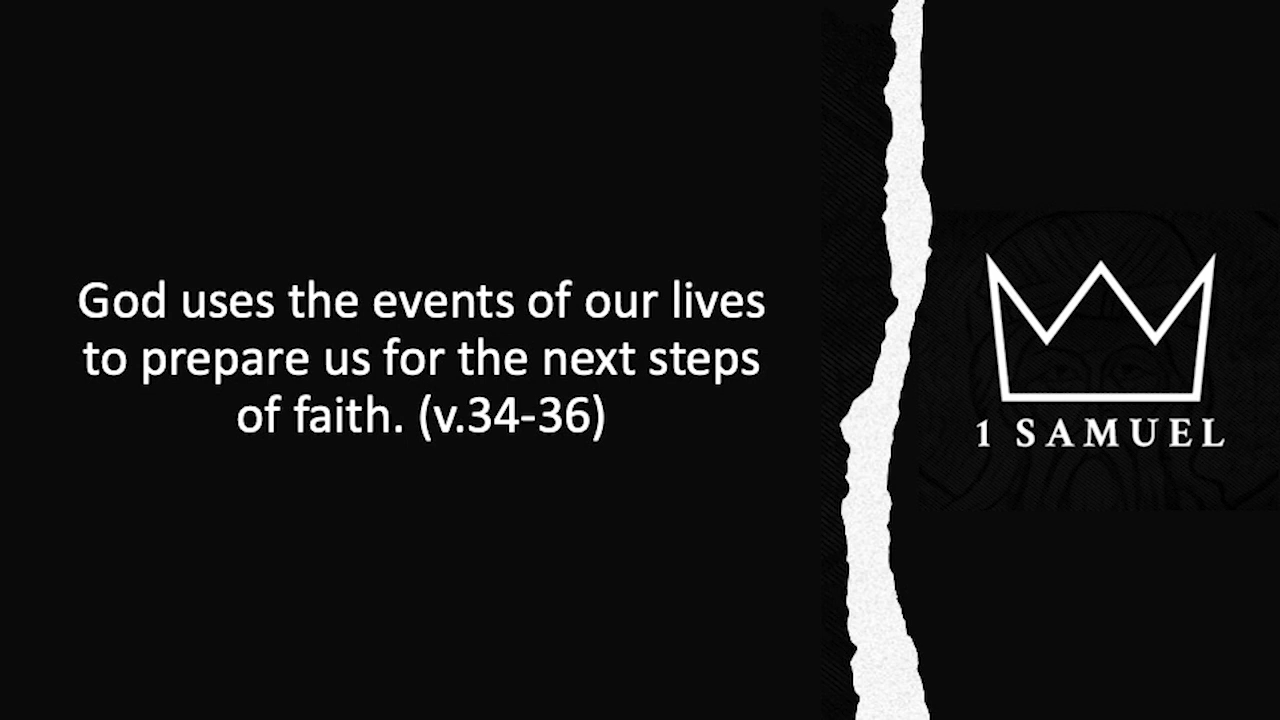 God uses the events of our lives
to prepare us for the next steps
of faith. (v.34-36)
1 SAMUEL